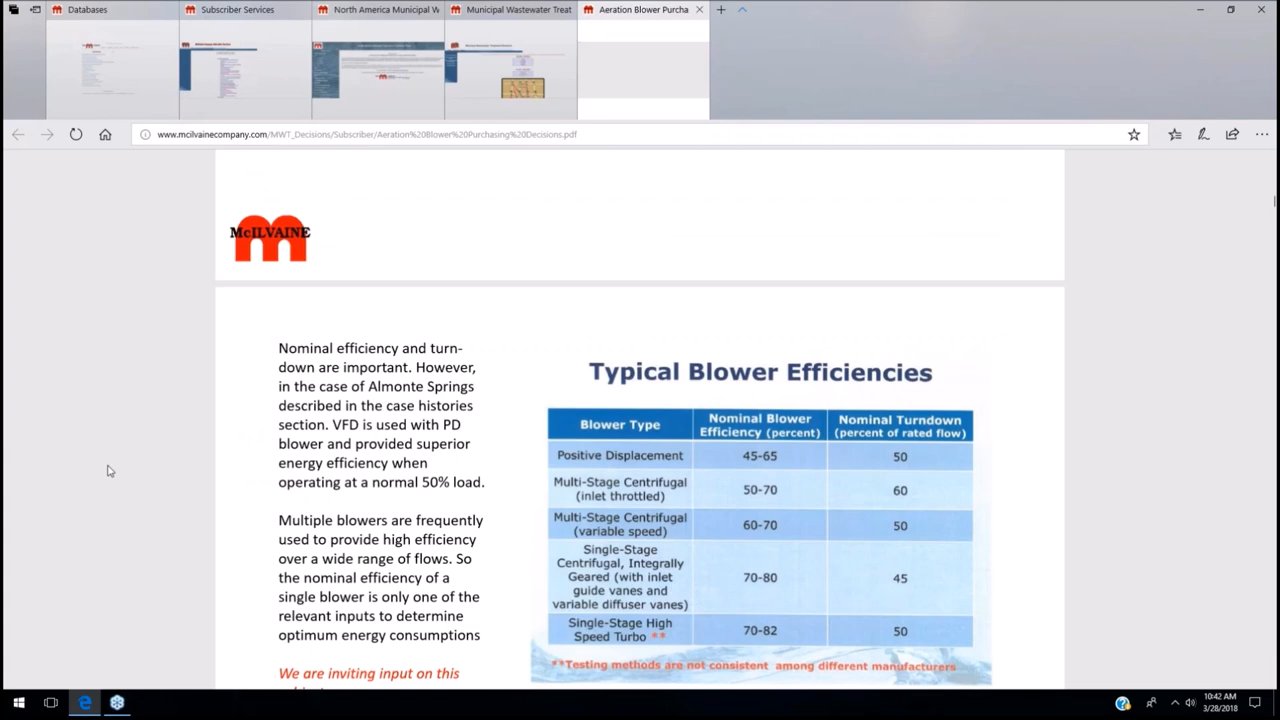 Databases
Subscriber Services
North America Municipal W
Municipal Wastewater Treat
Aeration Blower Purcha
www.mcilvainecompany.com/MWT_Decisions/Subscriber/Aeration%20Blower%20Purchasing%20Decisions.pdf
McILVAINE
Nominal efficiency and turn-
down are important. However,
in the case of Almonte Springs
described in the case histories
section. VFD is used with PD
blower and provided superior
energy efficiency when
operating at a normal 50% load.
Multiple blowers are frequently
used to provide high efficiency
over a wide range of flows. So
the nominal efficiency of a
single blower is only one of the
relevant inputs to determine
optimum energy consumptions
We are inviting input on this
Typical Blower Efficiencies
Blower Type
Nominal Blower
Efficiency (percent)
Nominal Turndown
(percent of rated flow)
Positive Displacement
45-65
50
Multi-Stage Centrifugal
(inlet throttled)
50-70
60
Multi-Stage Centrifugal
(variable speed)
60-70
50
Single-Stage
Centrifugal, Integrally
Geared (with inlet
guide vanes and
variable diffuser vanes)
70-80
45
Single-Stage High
Speed Turbo **
70-82
50
**Testing methods are not consistent among different manufacturers
10:42 AM
3/28/2018